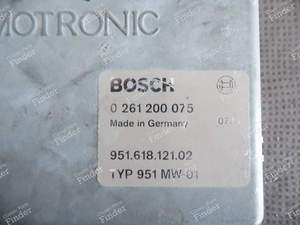 MOTRONIC
BOSCH
0 261 200 075
Made in Germany
951.618.121.02
TYP 951 MW-01